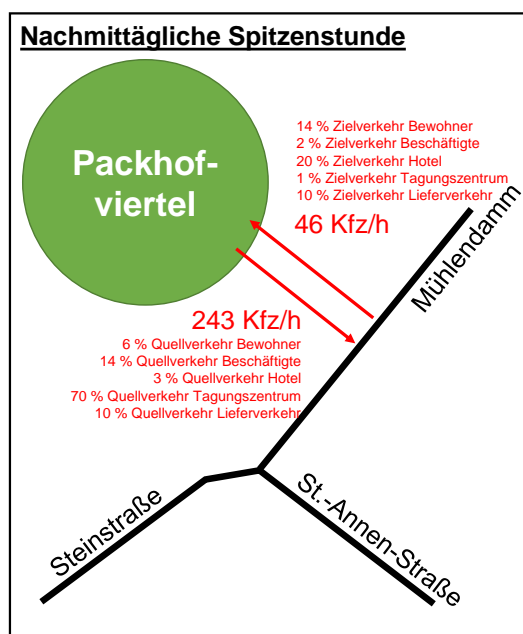 Nachmittägliche Spitzenstunde
Packhof-
viertel
14 % Zielverkehr Bewohner
2 % Zielverkehr Beschäftigte
20 % Zielverkehr Hotel
1 % Zielverkehr Tagungszentrum
10 % Zielverkehr Lieferverkehr
46 Kfz/h
Mühlendamm
243 Kfz/h
6 % Quellverkehr Bewohner
14 % Quellverkehr Beschäftigte
3 % Quellverkehr Hotel
70 % Quellverkehr Tagungszentrum
10 % Quellverkehr Lieferverkehr
Steinstraße
St.-Annen-Straße